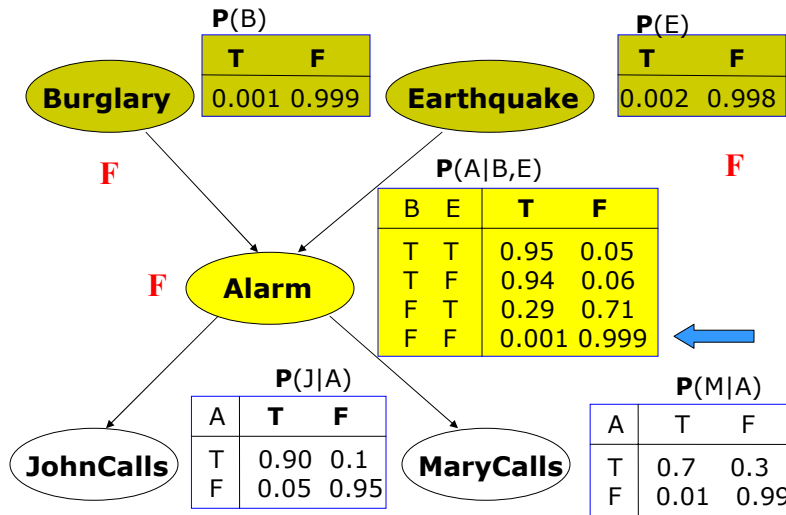 P(B)
P(E)
T F
T F
Burglary
0.001 0.999
Earthquake
0.002 0.998
F
P(A|B,E)
F
B E T F
T T 0.95 0.05
T F 0.94 0.06
F Alarm
F T 0.29 0.71
F F 0.001 0.999
P(J|A)
P(M|A)
A T F
A T F
JohnCalls
T 0.90 0.1
F 0.05 0.95
MaryCalls
T 0.7 0.3
F 0.01 0.99